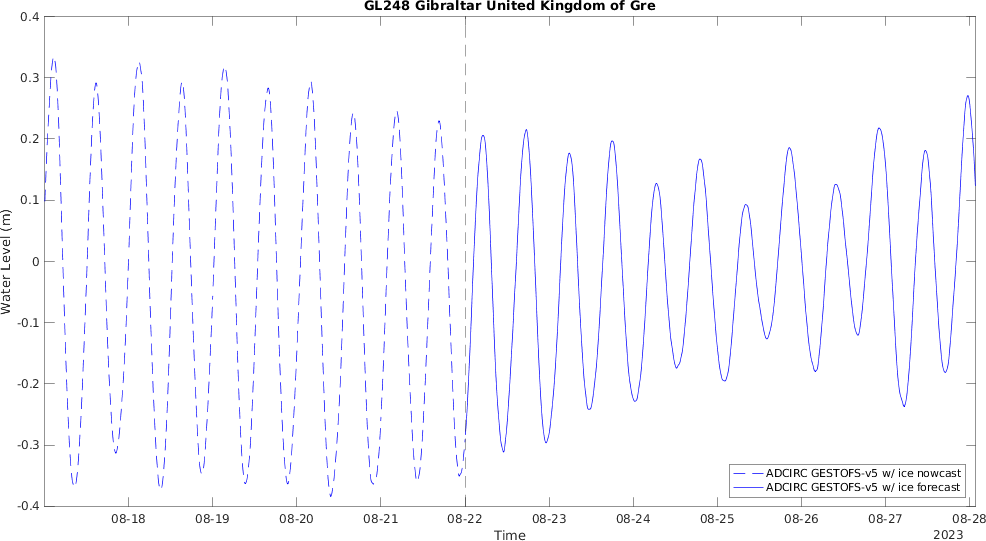 GL248 Gibraltar United Kingdom of Gre
0.4
0.3
0.2
0.1
0
-0.1
-0.2
-0.3
-0.4
Water Level (m)
08-18 08-19 08-20 08-21 08-22 08-23 08-24 08-25 08-26 08-27 08-28
Time
2023
ADCIRC GESTOFS-v5 w/ ice nowcast
ADCIRC GESTOFS-v5 w/ ice forecast